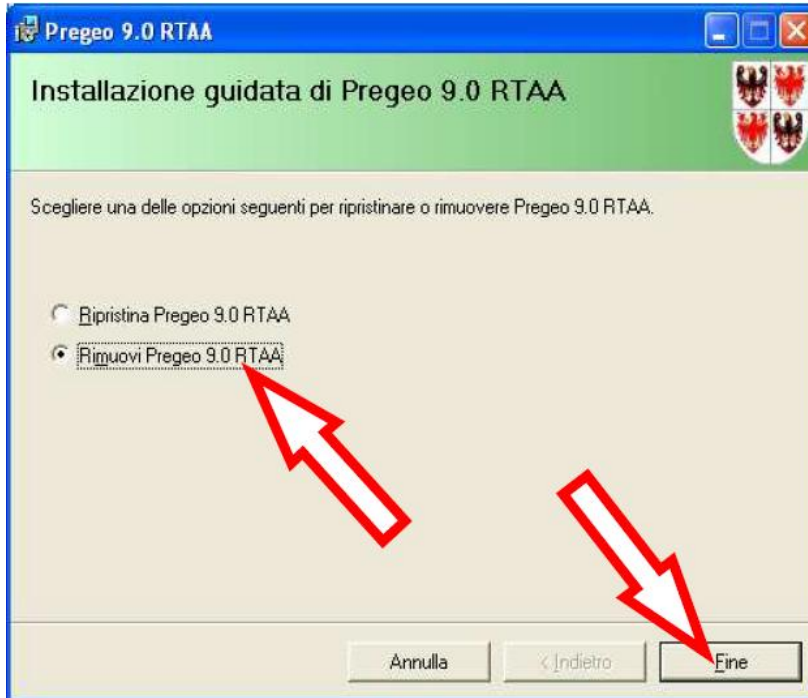 Pregeo 9.0 RTAA
Installazione guidata di Pregeo 9.0 RTAA
Scegliere una delle opzioni seguenti per ripristinare o rimuovere Pregeo 9.0 RTAA.
Ripristina Pregeo 9.0 RTAA
Rimuovi Pregeo 9.0 RTAA
Annulla
< Indietro
Fine